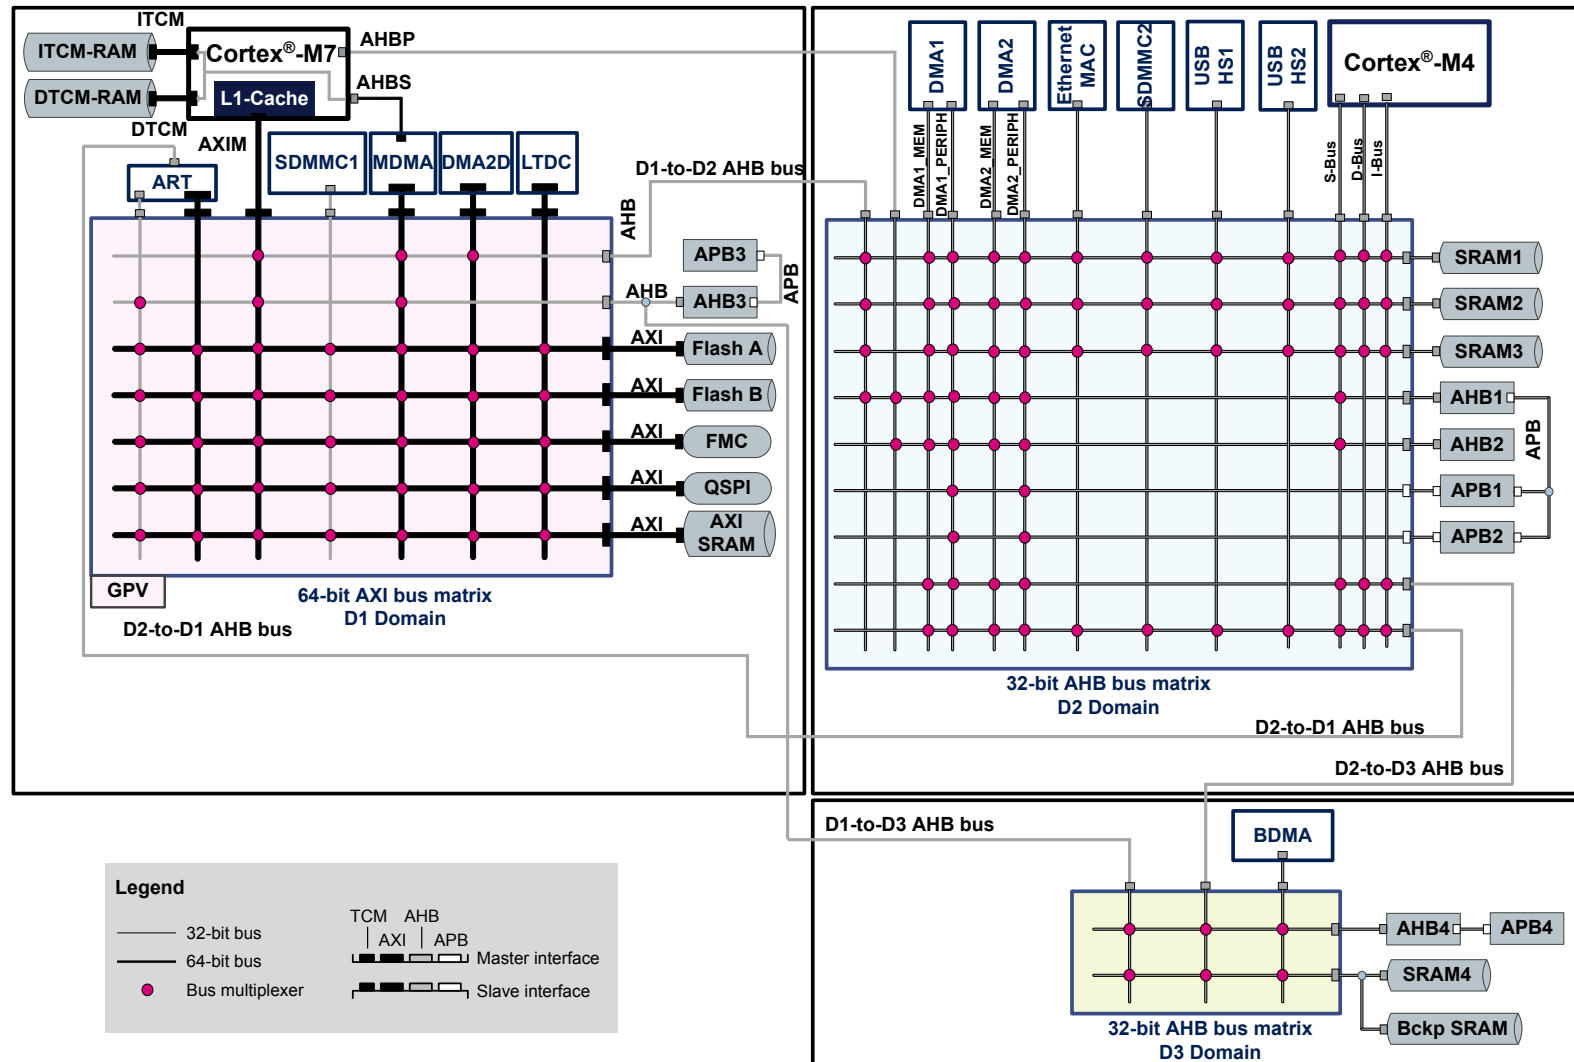 ITCM
ITCM-RAM
Cortex®-M7
AHBP
DTCM-RAM
L1-Cache
AHBS
DTCM
AXIM
ART
SDMMC1
MDMA
DMA2D
LTDC
D1-to-D2 AHB bus
AHB
APB3
APB
AHB
AHB3
AXI
Flash A
AXI
Flash B
AXI
FMC
AXI
QSPI
AXI
AXI
SRAM
GPV
64-bit AXI bus matrix
D1 Domain
D2-to-D1 AHB bus
DMA1
DMA2
Ethernet
MAC
SDMMC2
USB
HS1
USB
HS2
Cortex®-M4
DMA1_MEM
DMA1_PERIPH
DMA2_MEM
DMA2_PERIPH
S-Bus
D-Bus
I-Bus
SRAM1
SRAM2
SRAM3
AHB1
AHB2
APB
APB1
APB2
32-bit AHB bus matrix
D2 Domain
D2-to-D1 AHB bus
D2-to-D3 AHB bus
D1-to-D3 AHB bus
BDMA
AHB4
APB4
SRAM4
Bckp SRAM
32-bit AHB bus matrix
D3 Domain
Legend
32-bit bus
64-bit bus
Bus multiplexer
TCM AHB
AXI APB
Master interface
Slave interface